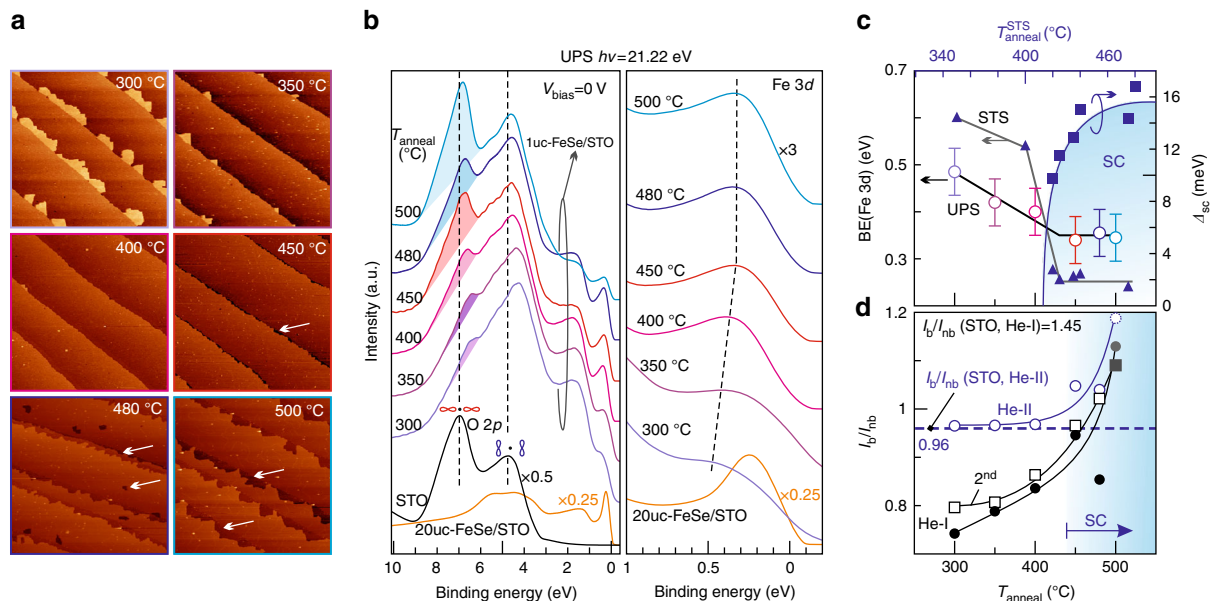 a
300 °C
350 °C
400 °C
450 °C
480 °C
500 °C
b
UPS hν=21.22 eV
V_bias=0 V
T_anneal
(°C)
1uc-FeSe/STO
500
480
450
400
350
300
O 2p
STO
×0.5
×0.25
20uc-FeSe/STO
Intensity (a.u.)
10 8 6 4 2 0
Binding energy (eV)
Fe 3d
500 °C
×3
480 °C
450 °C
400 °C
350 °C
300 °C
×0.25
20uc-FeSe/STO
1 0.5 0
Binding energy (eV)
c
T_anneal^STS (°C)
340 400 460
0.7
0.5
0.3
BE(Fe 3d) (eV)
STS
UPS
SC
16
12
8
4
0
Δ_sc (meV)
d
I_b/I_nb (STO, He-I)=1.45
I_b/I_nb
(STO, He-II)
He-II
0.96
2nd
He-I
SC
1.2
1
0.8
0.6
I_b/I_nb
300 350 400 450 500
T_anneal (°C)